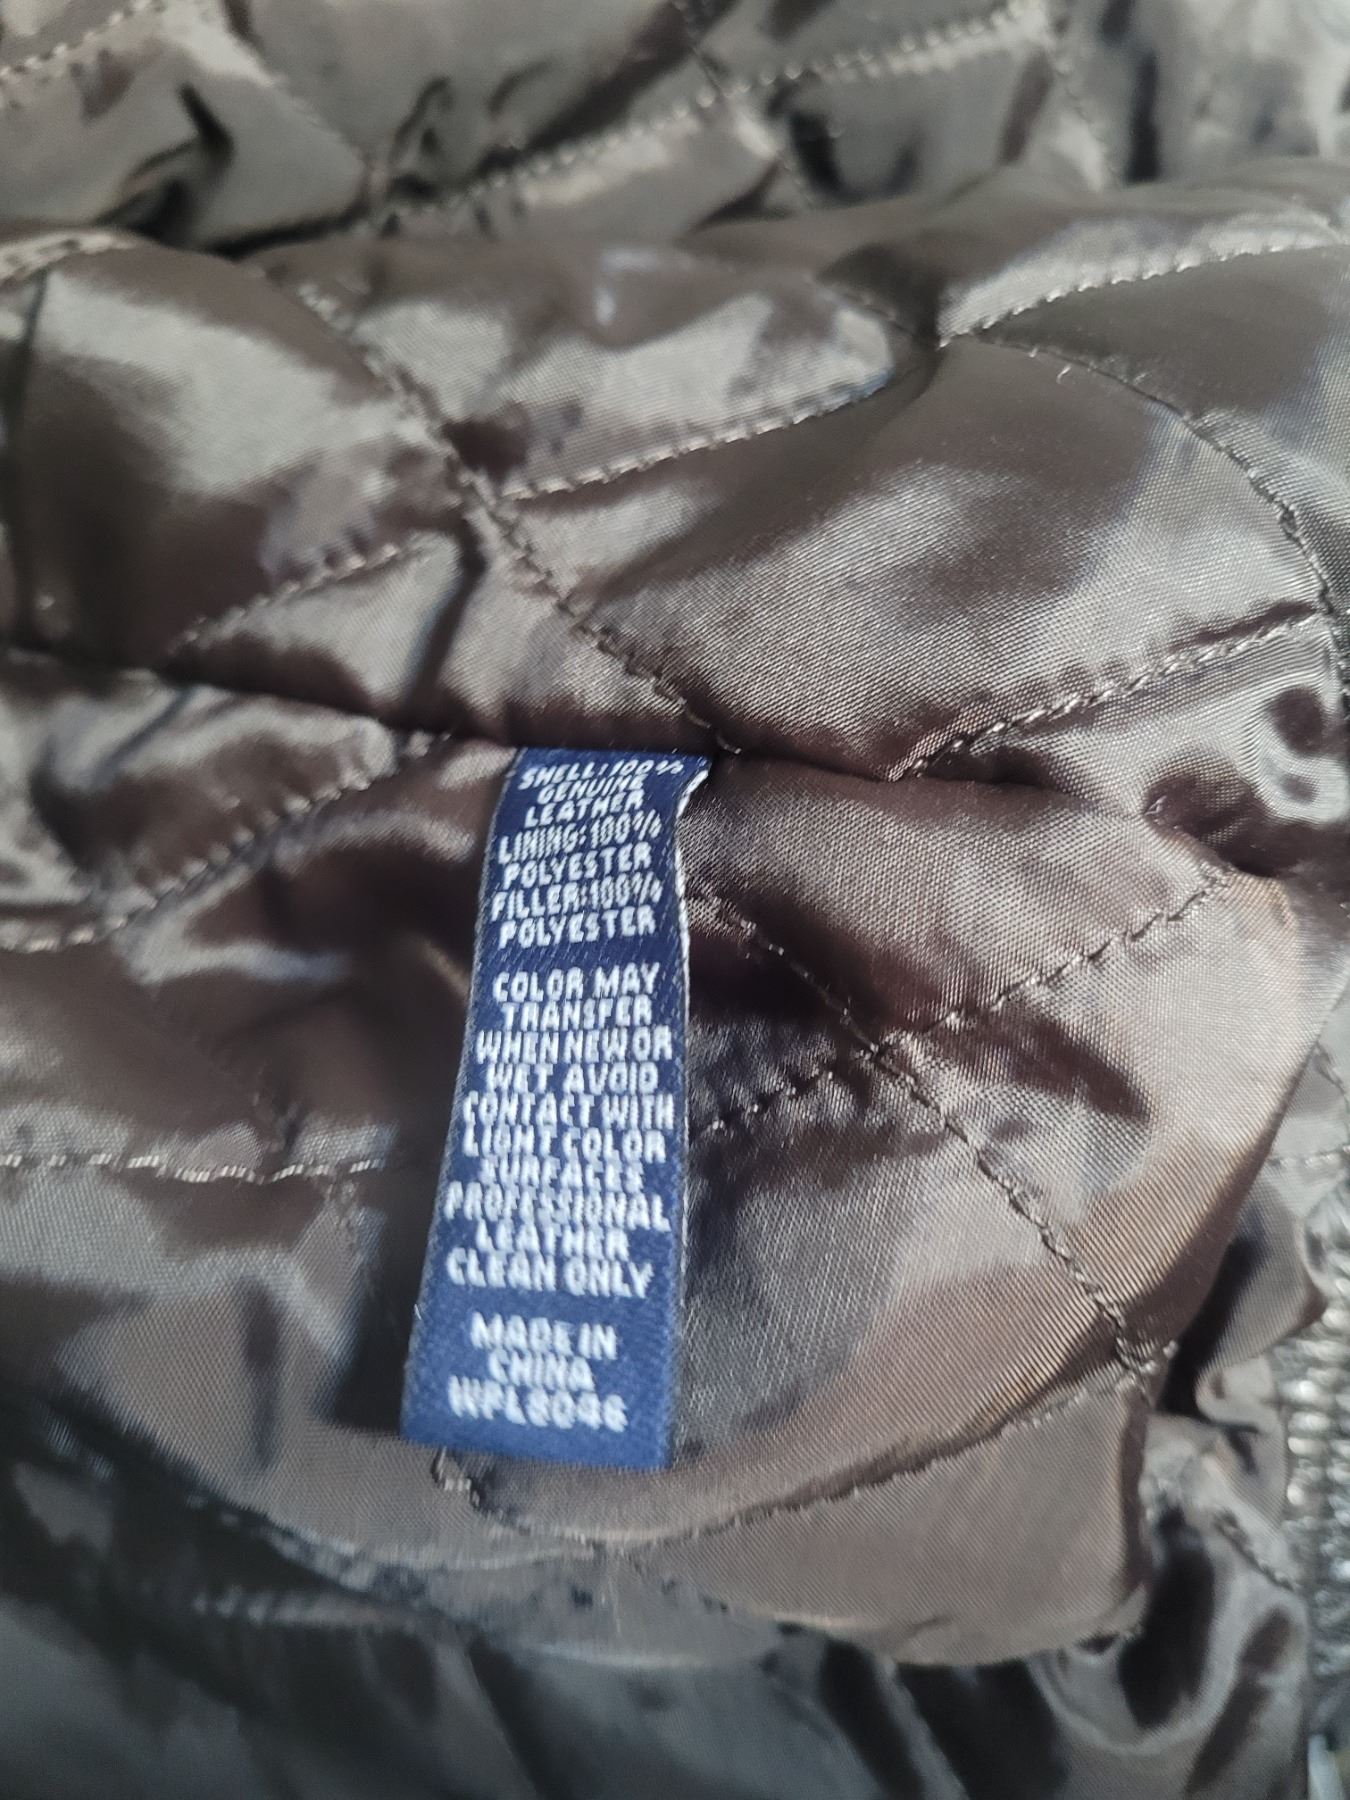 SHELL: 100%
GENUINE
LEATHER
LINING: 100%
POLYESTER
FILLER: 100%
POLYESTER
COLOR MAY
TRANSFER
WHEN NEW OR
WET AVOID
CONTACT WITH
LIGHT COLOR
SURFACES
PROFESSIONAL
LEATHER
CLEAN ONLY
MADE IN
CHINA
WPL8046